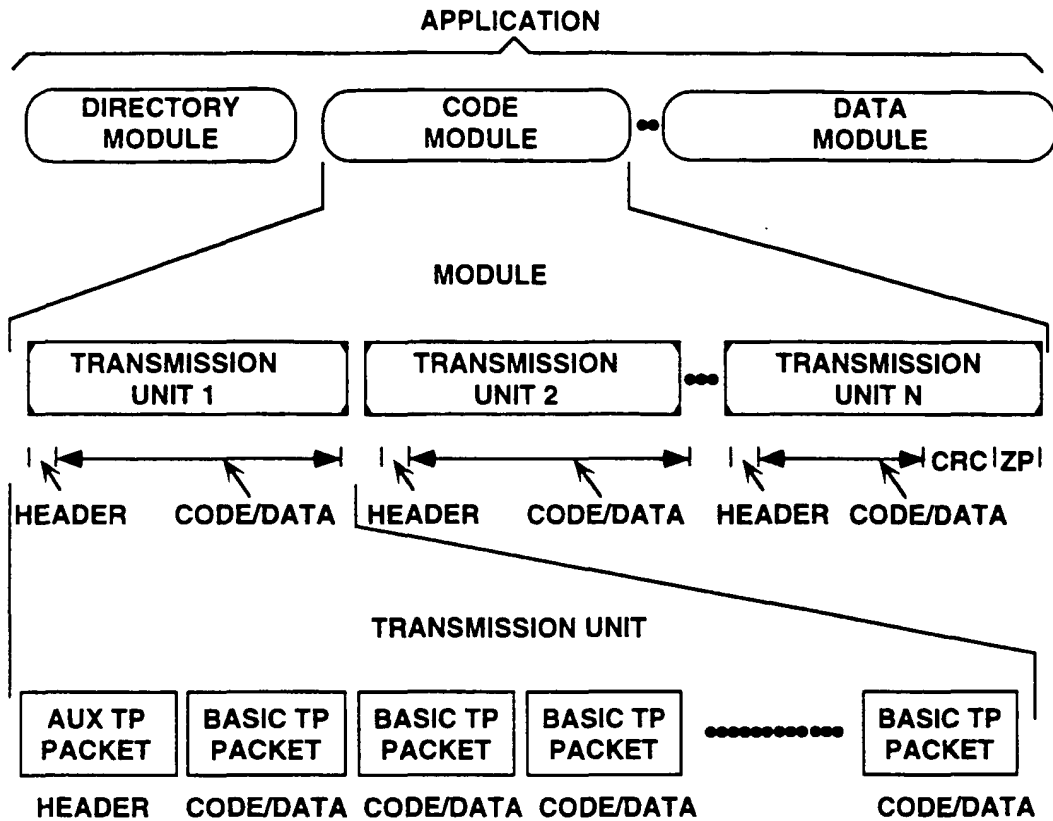 APPLICATION
DIRECTORY MODULE
CODE MODULE
DATA MODULE
MODULE
TRANSMISSION UNIT 1
TRANSMISSION UNIT 2
TRANSMISSION UNIT N
CRC ZP
HEADER CODE/DATA HEADER CODE/DATA HEADER CODE/DATA
TRANSMISSION UNIT
AUX TP PACKET
BASIC TP PACKET
BASIC TP PACKET
BASIC TP PACKET
BASIC TP PACKET
HEADER CODE/DATA CODE/DATA CODE/DATA CODE/DATA